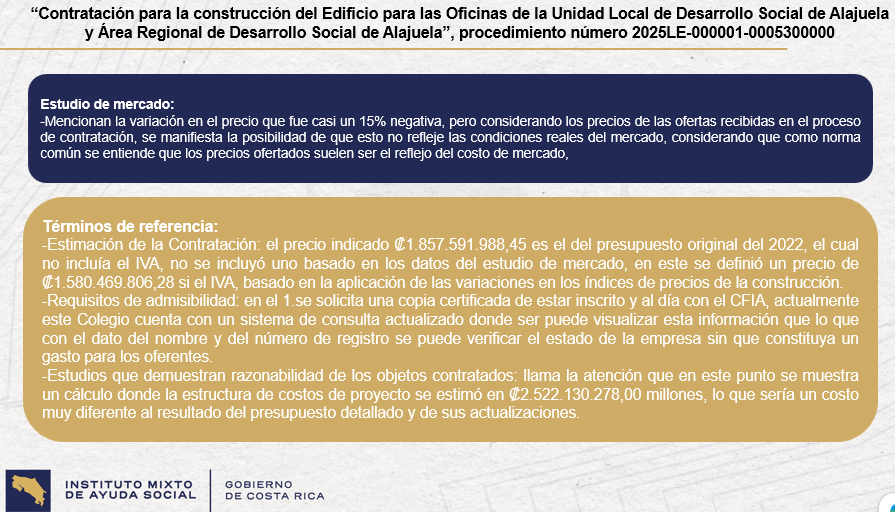 “Contratación para la construcción del Edificio para las Oficinas de la Unidad Local de Desarrollo Social de Alajuela
y Área Regional de Desarrollo Social de Alajuela”, procedimiento número 2025LE-000001-0005300000
Estudio de mercado:
-Mencionan la variación en el precio que fue casi un 15% negativa, pero considerando los precios de las ofertas recibidas en el proceso
de contratación, se manifiesta la posibilidad de que esto no refleje las condiciones reales del mercado, considerando que como norma
común se entiende que los precios ofertados suelen ser el reflejo del costo de mercado,
Términos de referencia:
-Estimación de la Contratación: el precio indicado ₡1.857.591.988,45 es el del presupuesto original del 2022, el cual
no incluía el IVA, no se incluyó uno basado en los datos del estudio de mercado, en este se definió un precio de
₡1.580.469.806,28 si el IVA, basado en la aplicación de las variaciones en los índices de precios de la construcción.
-Requisitos de admisibilidad: en el 1.se solicita una copia certificada de estar inscrito y al día con el CFIA, actualmente
este Colegio cuenta con un sistema de consulta actualizado donde ser puede visualizar esta información que lo que
con el dato del nombre y del número de registro se puede verificar el estado de la empresa sin que constituya un
gasto para los oferentes.
-Estudios que demuestran razonabilidad de los objetos contratados: llama la atención que en este punto se muestra
un cálculo donde la estructura de costos de proyecto se estimó en ₡2.522.130.278,00 millones, lo que sería un costo
muy diferente al resultado del presupuesto detallado y de sus actualizaciones.
INSTITUTO MIXTO
DE AYUDA SOCIAL
GOBIERNO
DE COSTA RICA